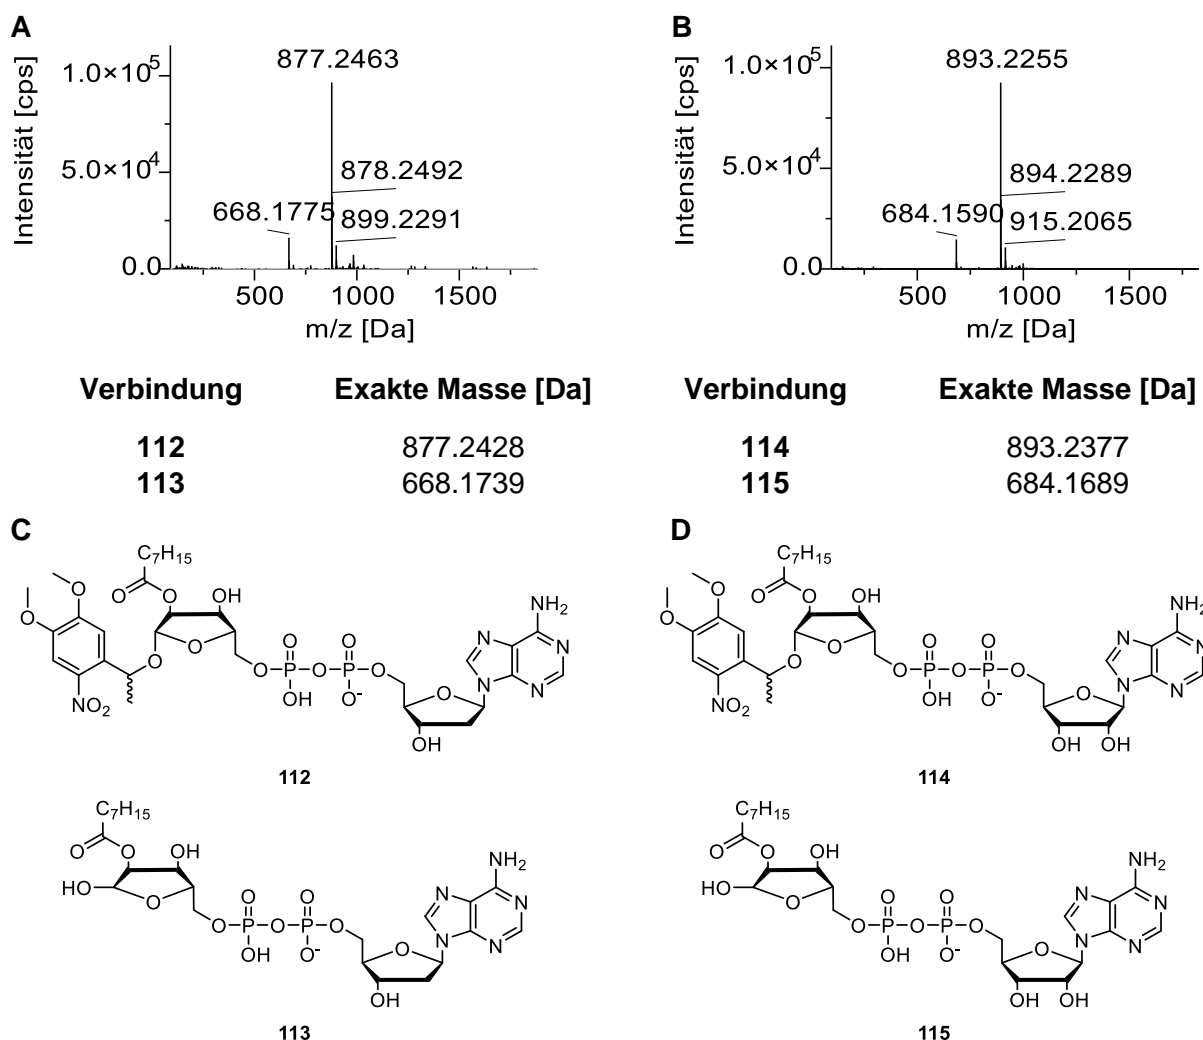 A
Intensität [cps]
1.0×10⁵
5.0×10⁴
0.0
877.2463
878.2492
668.1775
899.2291
500 1000 1500
m/z [Da]
B
Intensität [cps]
1.0×10⁵
5.0×10⁴
0.0
893.2255
894.2289
684.1590
915.2065
500 1000 1500
m/z [Da]
Verbindung Exakte Masse [Da]
112 877.2428
113 668.1739
Verbindung Exakte Masse [Da]
114 893.2377
115 684.1689
C
C₇H₁₅
O O OH
O O
O O O NH₂
O P O P O N N
NO₂ OH O⁻ O N N
OH
112
C₇H₁₅
O O OH
HO O O O NH₂
O P O P O N N
OH O⁻ O N N
OH
113
D
C₇H₁₅
O O OH
O O
O O O NH₂
O P O P O N N
NO₂ OH O⁻ O N N
OH OH
114
C₇H₁₅
O O OH
HO O O O NH₂
O P O P O N N
OH O⁻ O N N
OH OH
115